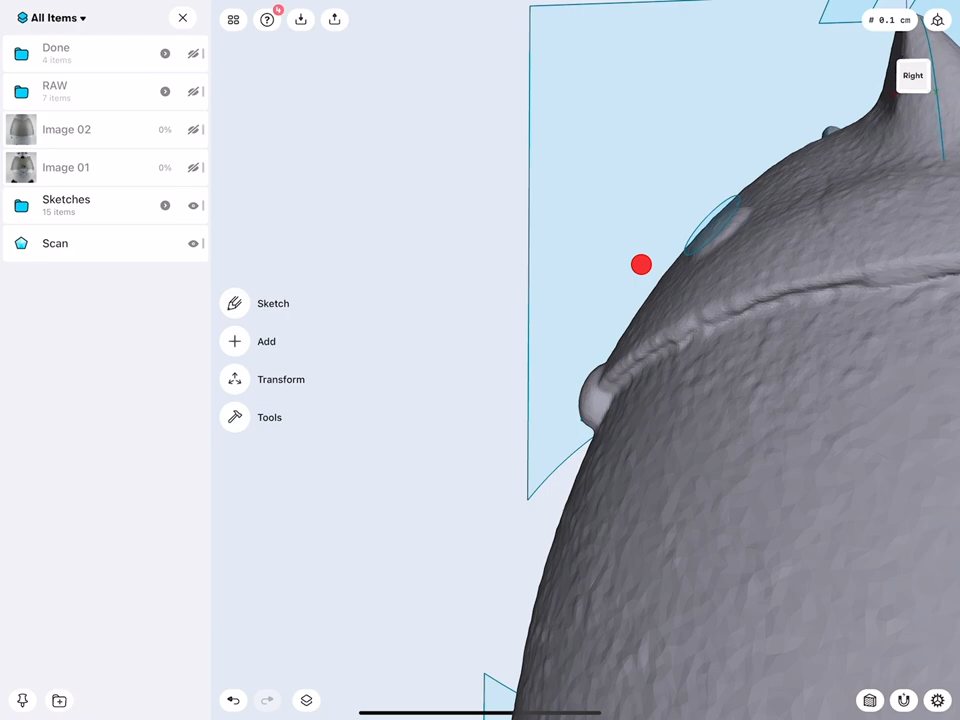 All Items
Done
4 items
RAW
7 items
Image 02
0%
Image 01
0%
Sketches
15 items
Scan
4
# 0.1 cm
Right
Sketch
Add
Transform
Tools